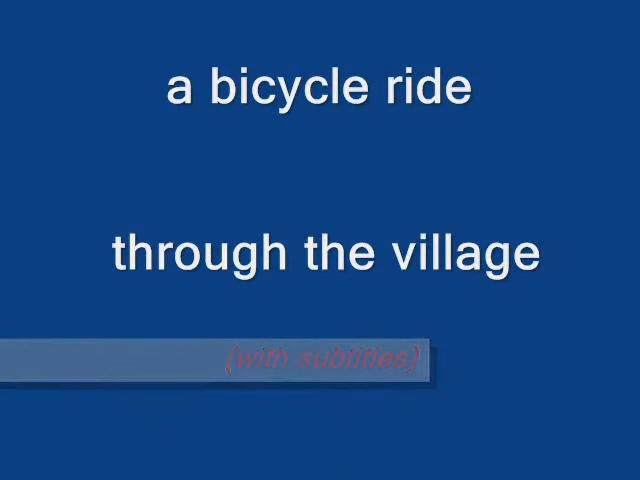 a bicycle ride
through the village
(with subtitles)